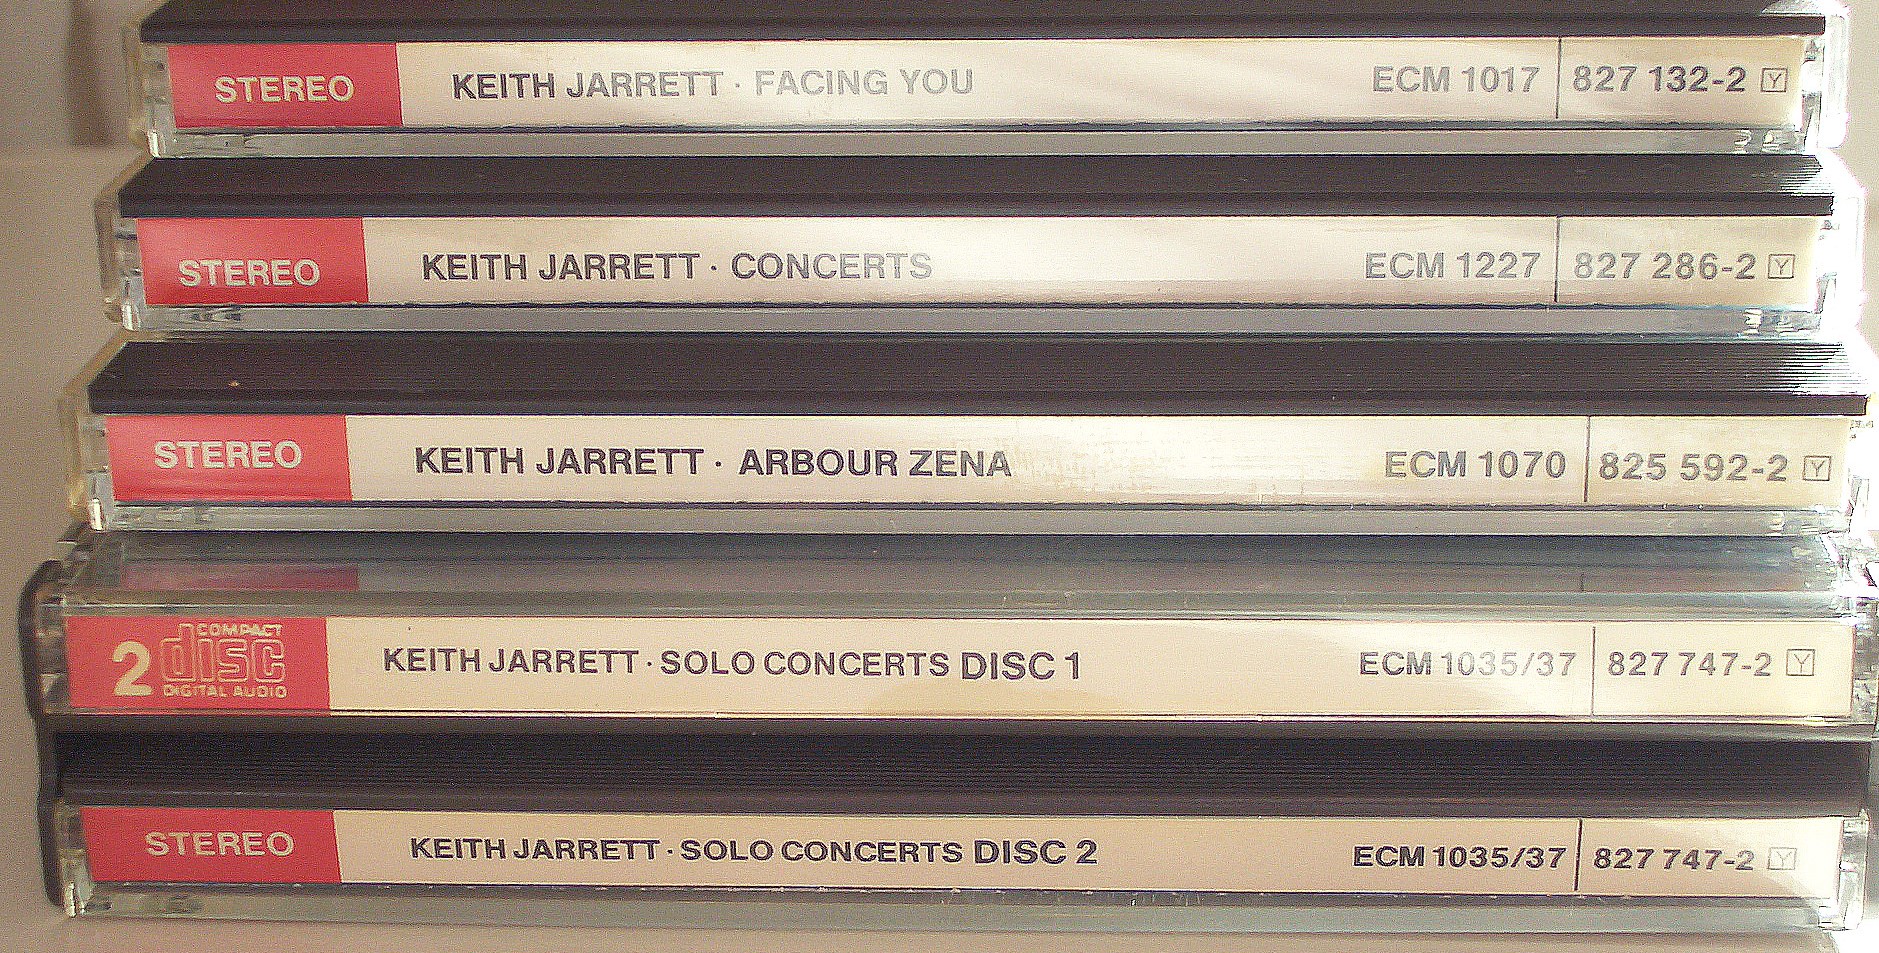 STEREO KEITH JARRETT · FACING YOU ECM 1017 827 132-2 Y
STEREO KEITH JARRETT · CONCERTS ECM 1227 827 286-2 Y
STEREO KEITH JARRETT · ARBOUR ZENA ECM 1070 825 592-2 Y
2 COMPACT disc DIGITAL AUDIO KEITH JARRETT · SOLO CONCERTS DISC 1 ECM 1035/37 827 747-2 Y
STEREO KEITH JARRETT · SOLO CONCERTS DISC 2 ECM 1035/37 827 747-2 Y